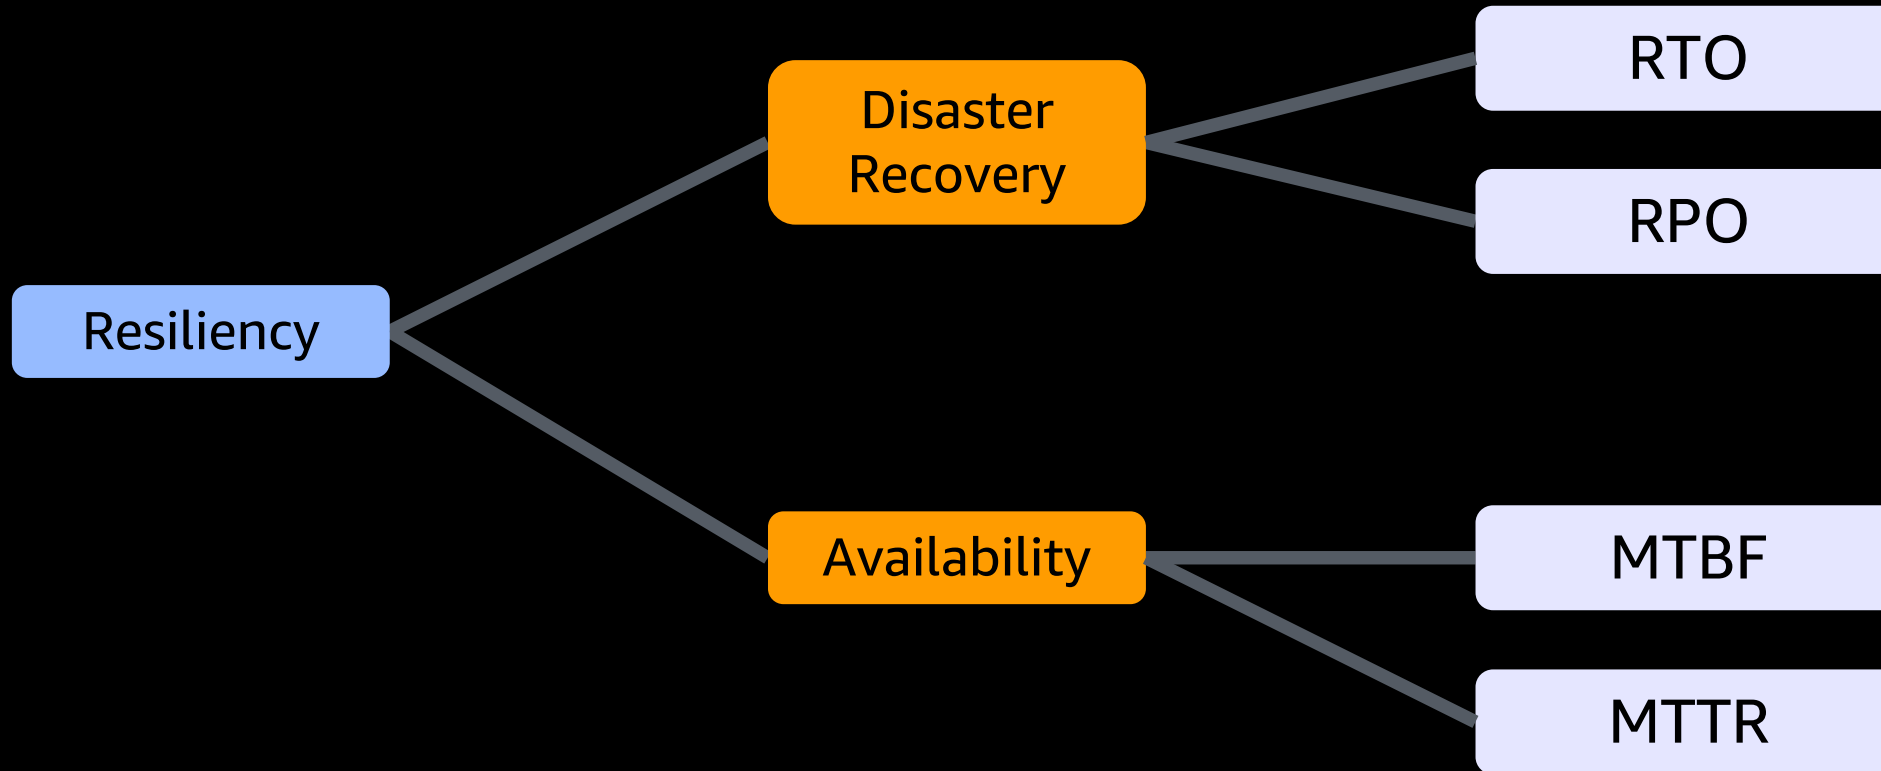 Resiliency
Disaster
Recovery
Availability
RTO
RPO
MTBF
MTTR